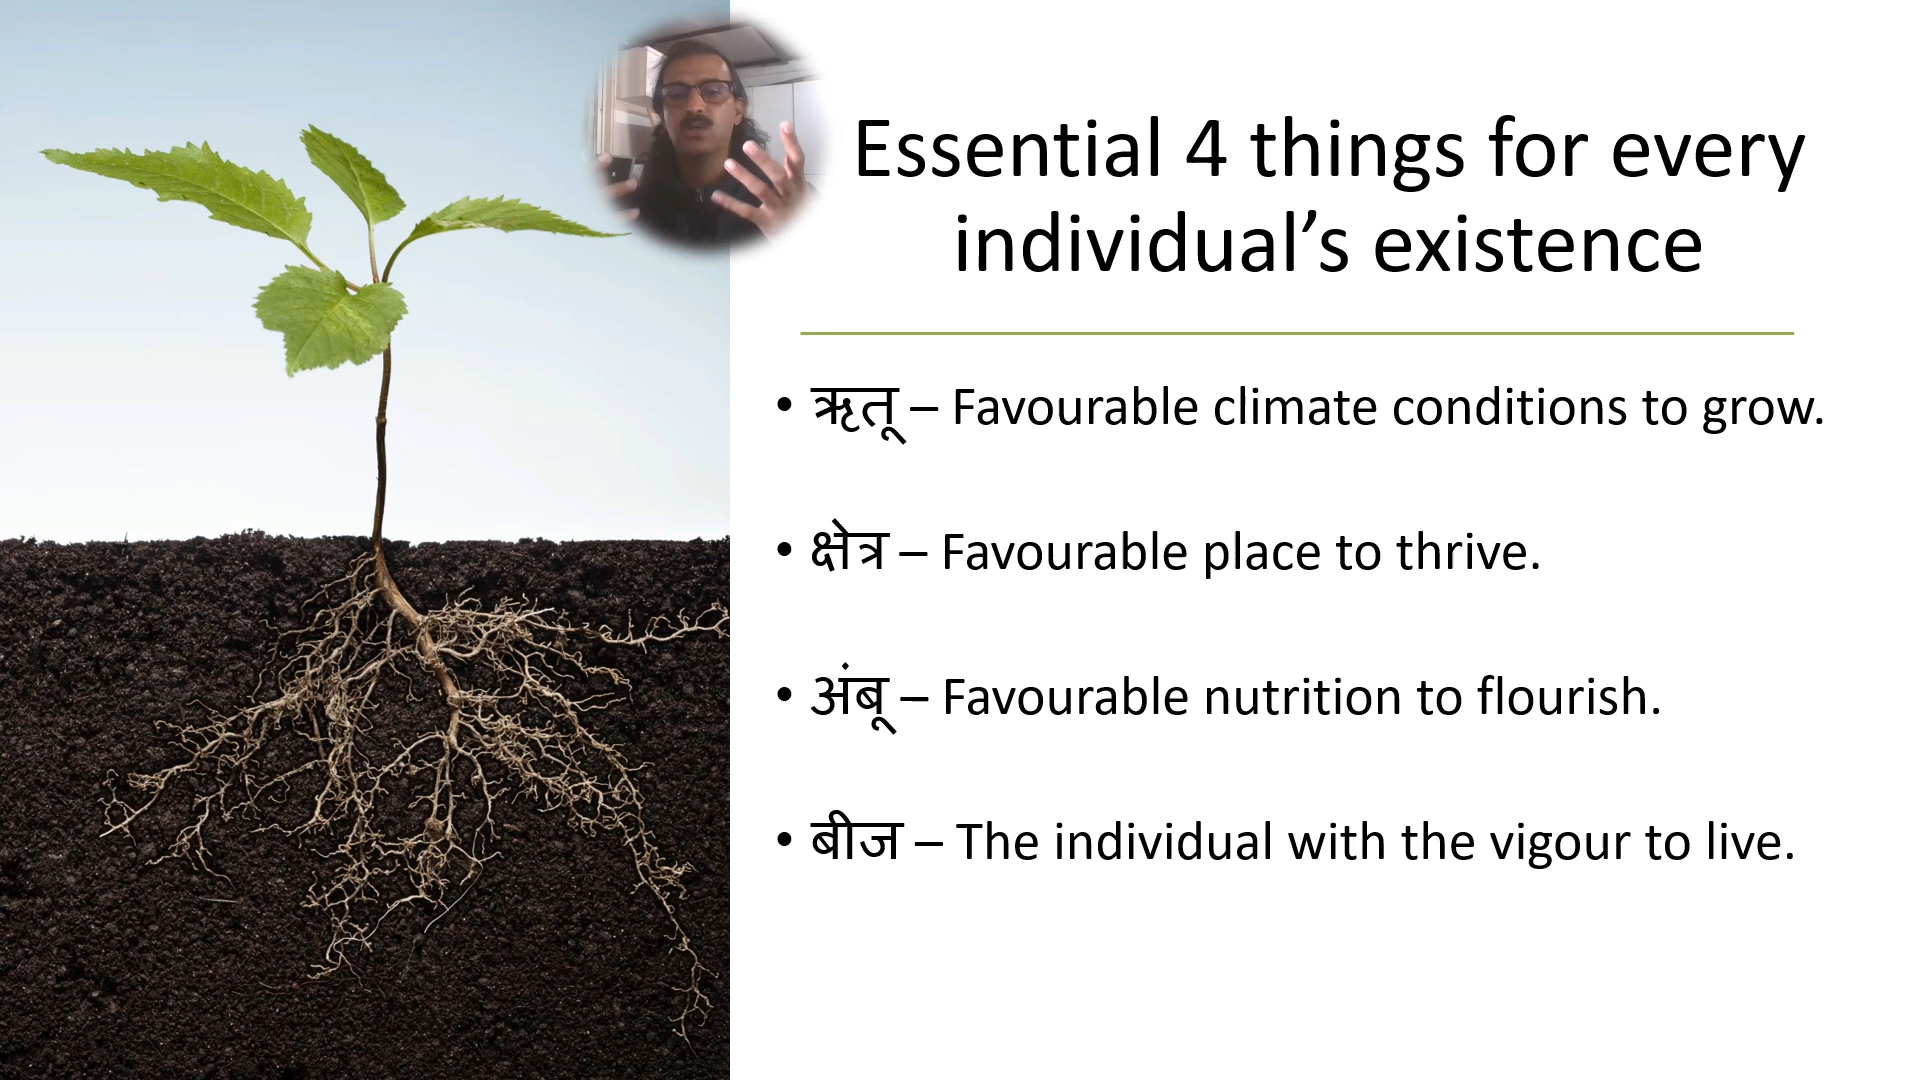 Essential 4 things for every
individual’s existence
• ऋतू – Favourable climate conditions to grow.
• क्षेत्र – Favourable place to thrive.
• अंबू – Favourable nutrition to flourish.
• बीज – The individual with the vigour to live.